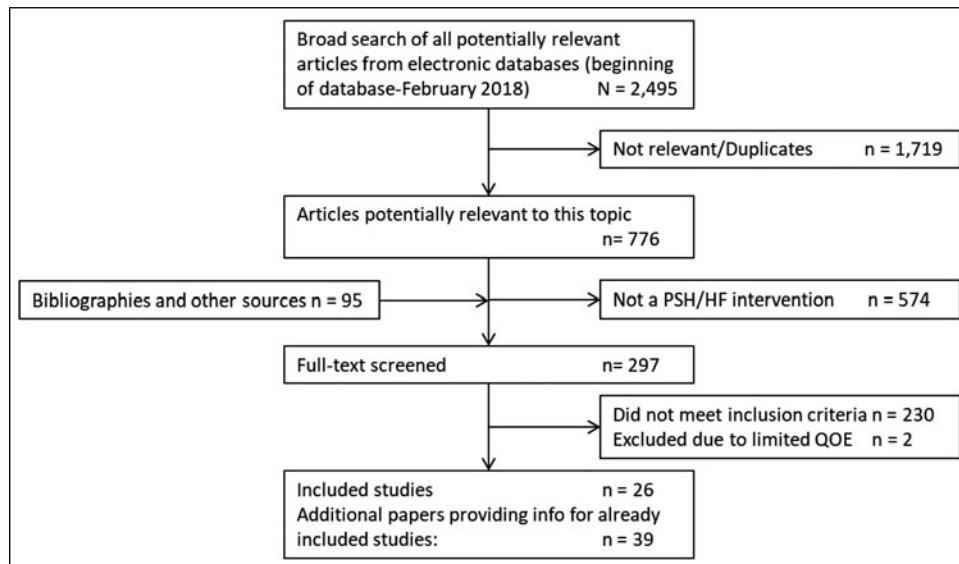 Broad search of all potentially relevant
articles from electronic databases (beginning
of database-February 2018) N = 2,495
Not relevant/Duplicates n = 1,719
Articles potentially relevant to this topic
n= 776
Bibliographies and other sources n = 95
Not a PSH/HF intervention n = 574
Full-text screened n= 297
Did not meet inclusion criteria n = 230
Excluded due to limited QOE n = 2
Included studies n = 26
Additional papers providing info for already
included studies: n = 39